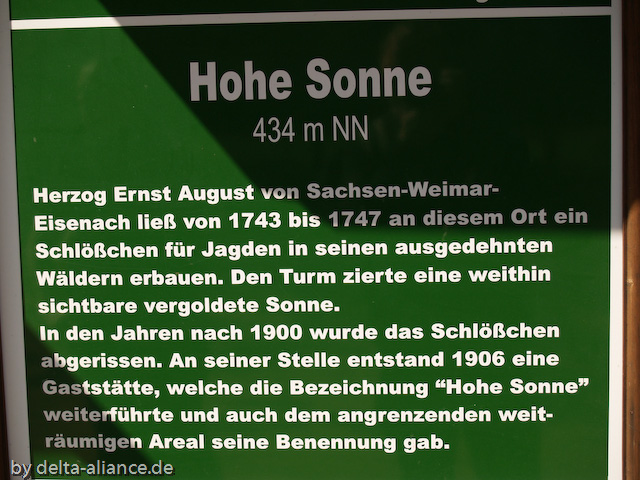 Hohe Sonne
434 m NN
Herzog Ernst August von Sachsen-Weimar-
Eisenach ließ von 1743 bis 1747 an diesem Ort ein
Schlößchen für Jagden in seinen ausgedehnten
Wäldern erbauen. Den Turm zierte eine weithin
sichtbare vergoldete Sonne.
In den Jahren nach 1900 wurde das Schlößchen
abgerissen. An seiner Stelle entstand 1906 eine
Gaststätte, welche die Bezeichnung “Hohe Sonne”
weiterführte und auch dem angrenzenden weit-
räumigen Areal seine Benennung gab.
by delta-aliance.de